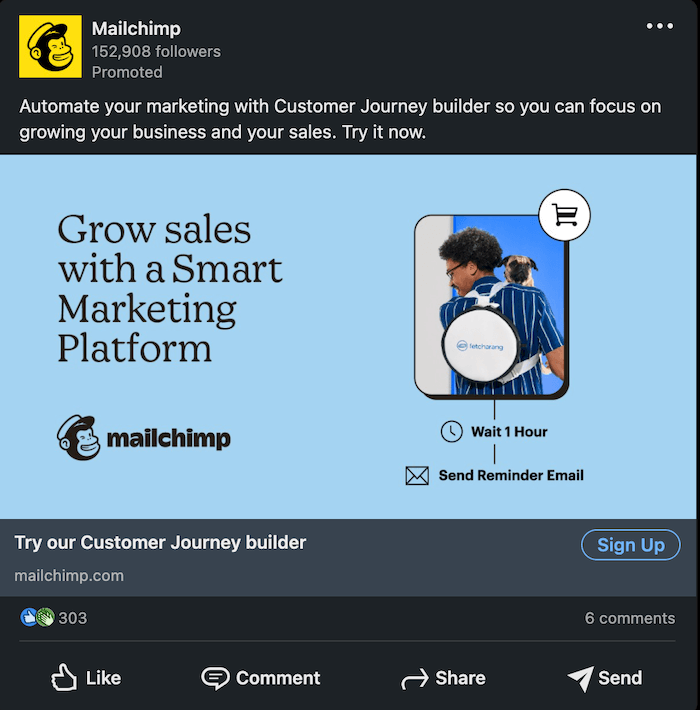 Mailchimp
152,908 followers
Promoted
Automate your marketing with Customer Journey builder so you can focus on
growing your business and your sales. Try it now.
Grow sales
with a Smart
Marketing
Platform
mailchimp
fetcharang
Wait 1 Hour
Send Reminder Email
Try our Customer Journey builder
Sign Up
mailchimp.com
303
6 comments
Like
Comment
Share
Send